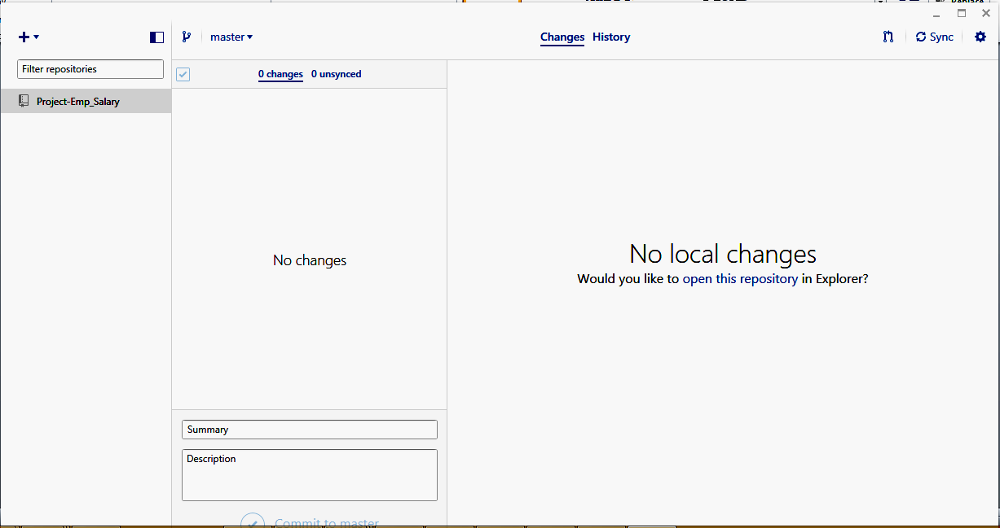 master
Changes
History
Sync
Filter repositories
0 changes
0 unsynced
Project-Emp_Salary
No changes
No local changes
Would you like to open this repository in Explorer?
Summary
Description
Commit to master